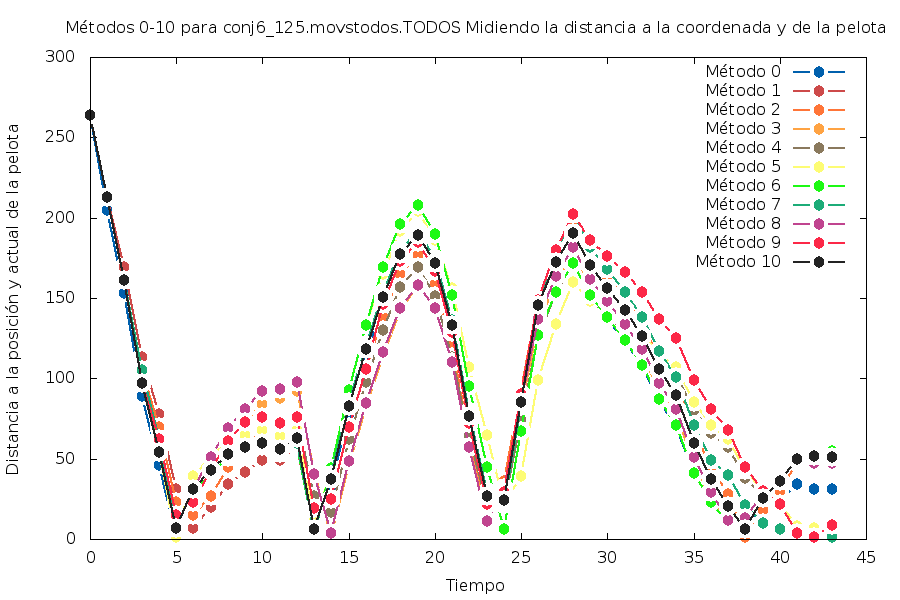 Métodos 0-10 para conj6_125.movstodos.TODOS Midiendo la distancia a la coordenada y de la pelota
300
250
200
150
100
50
0
0 5 10 15 20 25 30 35 40 45
Distancia a la posición y actual de la pelota
Tiempo
Método 0
Método 1
Método 2
Método 3
Método 4
Método 5
Método 6
Método 7
Método 8
Método 9
Método 10